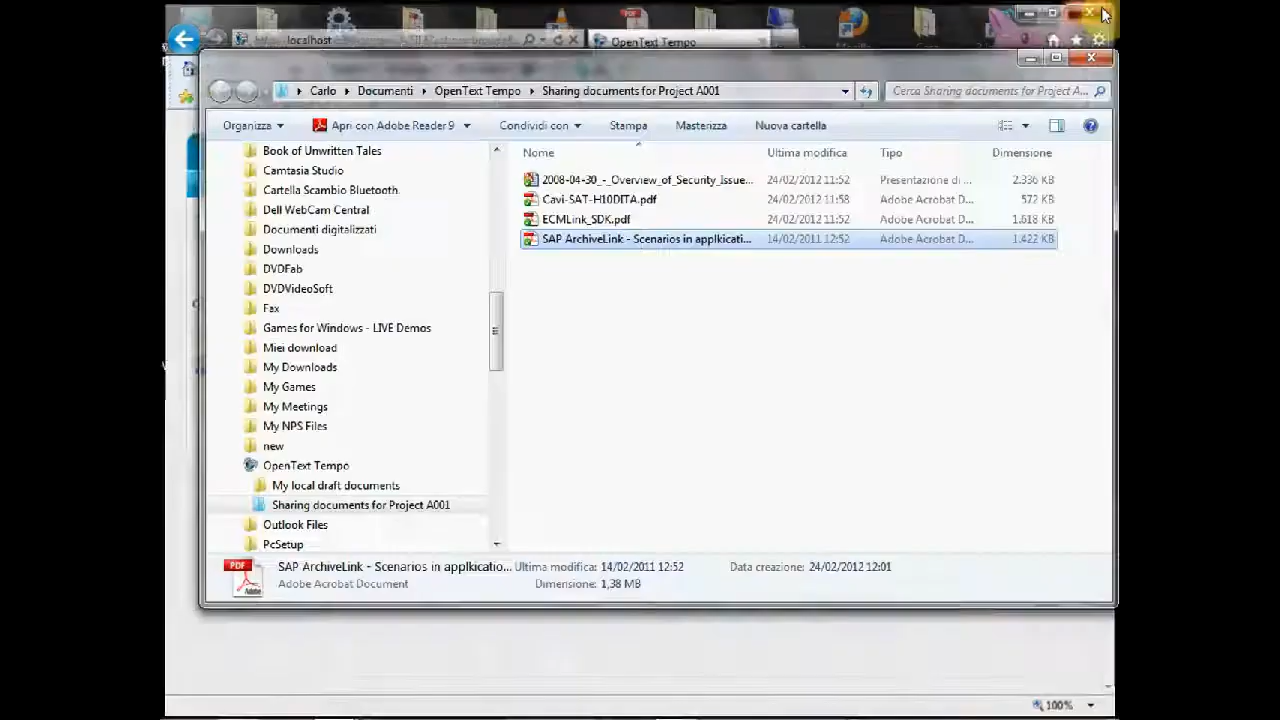 localhost
OpenText Tempo
Carlo Documenti OpenText Tempo Sharing documents for Project A001
Cerca Sharing documents for Project A...
Organizza Apri con Adobe Reader 9 Condividi con Stampa Masterizza Nuova cartella
Nome Ultima modifica Tipo Dimensione
2008-04-30_-_Overview_of_Security_Issue... 24/02/2012 11:52 Presentazione di ... 2.336 KB
Cavi-SAT-H10DITA.pdf 24/02/2012 11:58 Adobe Acrobat D... 572 KB
ECMLink_SDK.pdf 24/02/2012 11:52 Adobe Acrobat D... 1.618 KB
SAP ArchiveLink - Scenarios in applkicati... 14/02/2011 12:52 Adobe Acrobat D... 1.422 KB
Book of Unwritten Tales
Camtasia Studio
Cartella Scambio Bluetooth.
Dell WebCam Central
Documenti digitalizzati
Downloads
DVDFab
DVDVideoSoft
Fax
Games for Windows - LIVE Demos
Miei download
My Downloads
My Games
My Meetings
My NPS Files
new
OpenText Tempo
My local draft documents
Sharing documents for Project A001
Outlook Files
PcSetup
PDF
Adobe
SAP ArchiveLink - Scenarios in applkicatio... Ultima modifica: 14/02/2011 12:52 Data creazione: 24/02/2012 12:01
Adobe Acrobat Document Dimensione: 1,38 MB
100%